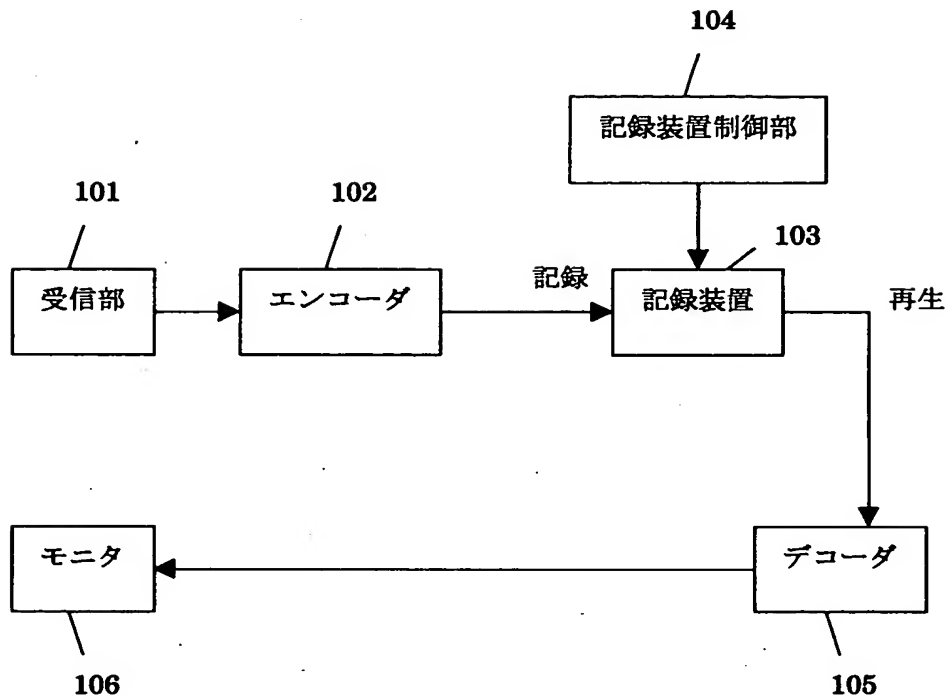 104
記録装置制御部
101
102
103
受信部
エンコーダ
記録
記録装置
再生
モニタ
デコーダ
106
105